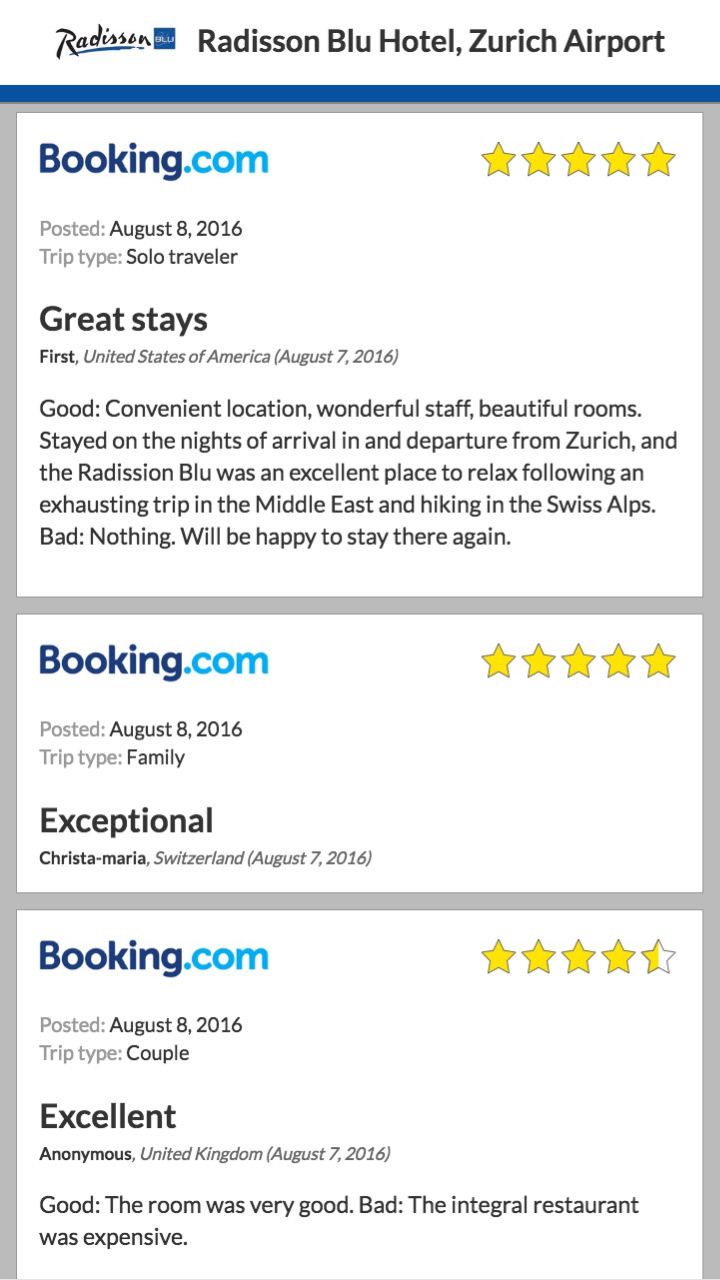 Radisson BLU Radisson Blu Hotel, Zurich Airport
Booking.com
Posted: August 8, 2016
Trip type: Solo traveler
Great stays
First, United States of America (August 7, 2016)
Good: Convenient location, wonderful staff, beautiful rooms.
Stayed on the nights of arrival in and departure from Zurich, and
the Radission Blu was an excellent place to relax following an
exhausting trip in the Middle East and hiking in the Swiss Alps.
Bad: Nothing. Will be happy to stay there again.
Booking.com
Posted: August 8, 2016
Trip type: Family
Exceptional
Christa-maria, Switzerland (August 7, 2016)
Booking.com
Posted: August 8, 2016
Trip type: Couple
Excellent
Anonymous, United Kingdom (August 7, 2016)
Good: The room was very good. Bad: The integral restaurant
was expensive.